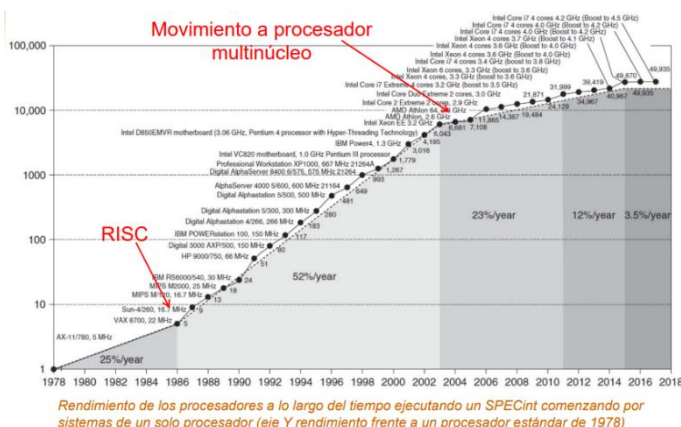 Movimiento a procesador
multinúcleo
Intel Core i7 4 cores 4.2 GHz (Boost to 4.5 GHz)
Intel Core i7 4 cores 4.0 GHz (Boost to 4.2 GHz)
Intel Core i7 4 cores 4.0 GHz (Boost to 4.2 GHz)
Intel Xeon 4 cores 3.7 GHz (Boost to 4.1 GHz)
Intel Xeon 4 cores 3.6 GHz (Boost to 4.0 GHz)
Intel Xeon 4 cores 3.6 GHz (Boost to 4.0 GHz)
Intel Core i7 4 cores 3.4 GHz (boost to 3.8 GHz)
Intel Xeon 6 cores, 3.3 GHz (boost to 3.6 GHz)
Intel Xeon 4 cores, 3.3 GHz (boost to 3.6 GHz)
Intel Core i7 Extreme 4 cores 3.2 GHz (boost to 3.5 GHz)
Intel Core Duo Extreme 2 cores, 3.0 GHz
Intel Core 2 Extreme 2 cores, 2.9 GHz
AMD Athlon 64,
AMD Athlon, 2.6 GHz
Intel Xeon EE 3.2 GHz
Intel D850EMVR motherboard (3.06 GHz, Pentium 4 processor with Hyper-Threading Technology)
IBM Power4, 1.3 GHz
Intel VC820 motherboard, 1.0 GHz Pentium III processor
Professional Workstation XP1000, 667 MHz 21264A
Digital AlphaServer 8400 6/575, 575 MHz 21264
AlphaServer 4000 5/600, 600 MHz 21164
Digital Alphastation 5/500, 500 MHz
Digital Alphastation 5/300, 300 MHz
Digital Alphastation 4/266, 266 MHz
IBM POWERstation 100, 150 MHz
Digital 3000 AXP/500, 150 MHz
HP 9000/750, 66 MHz
IBM RS6000/540, 30 MHz
MIPS M2000, 25 MHz
MIPS M/120, 16.7 MHz
Sun-4/260, 16.7 MHz
VAX 8700, 22 MHz
AX-11/780, 5 MHz
RISC
100,000
10,000
1000
100
10
1
5
9
13
18
24
51
80
117
183
280
481
649
993
1,267
1,779
3,016
4,195
6,043
6,681
7,108
11,865
14,387
19,484
21,871
24,129
31,999
34,967
39,419
40,967
49,870
49,935
49,935
25%/year
52%/year
23%/year
12%/year
3.5%/year
1978 1980 1982 1984 1986 1988 1990 1992 1994 1996 1998 2000 2002 2004 2006 2008 2010 2012 2014 2016 2018
Rendimiento de los procesadores a lo largo del tiempo ejecutando un SPECint comenzando por
sistemas de un solo procesador (eje Y rendimiento frente a un procesador estándar de 1978)